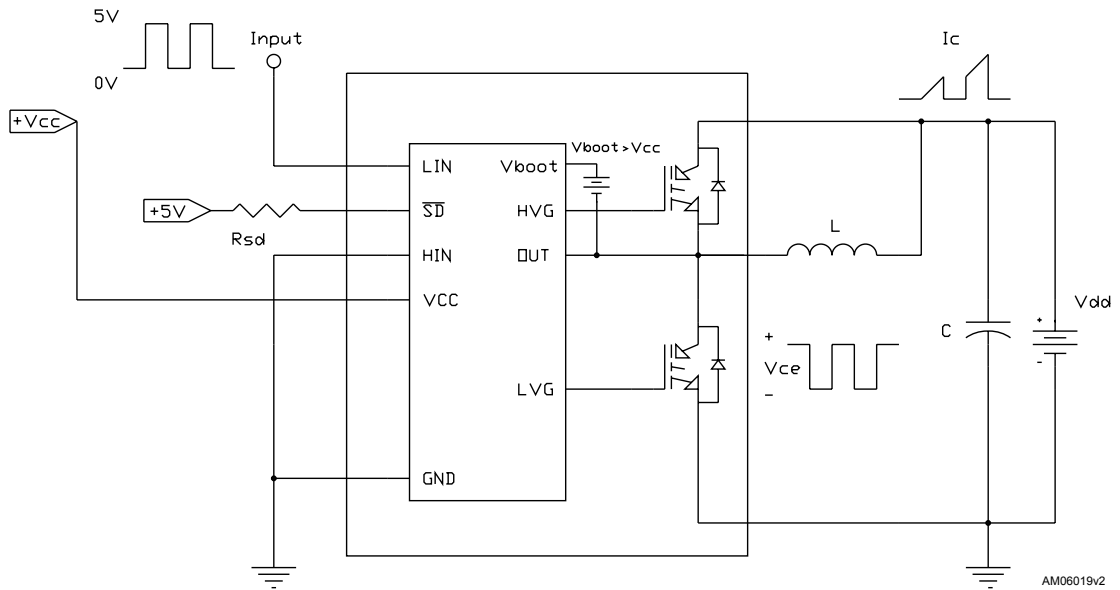 5V
0V
Input
+Vcc
+5V
Rsd
LIN
SD
HIN
VCC
GND
Vboot
HVG
OUT
LVG
Vboot>Vcc
Ic
L
C
Vdd
+
-
+
Vce
-
AM06019v2